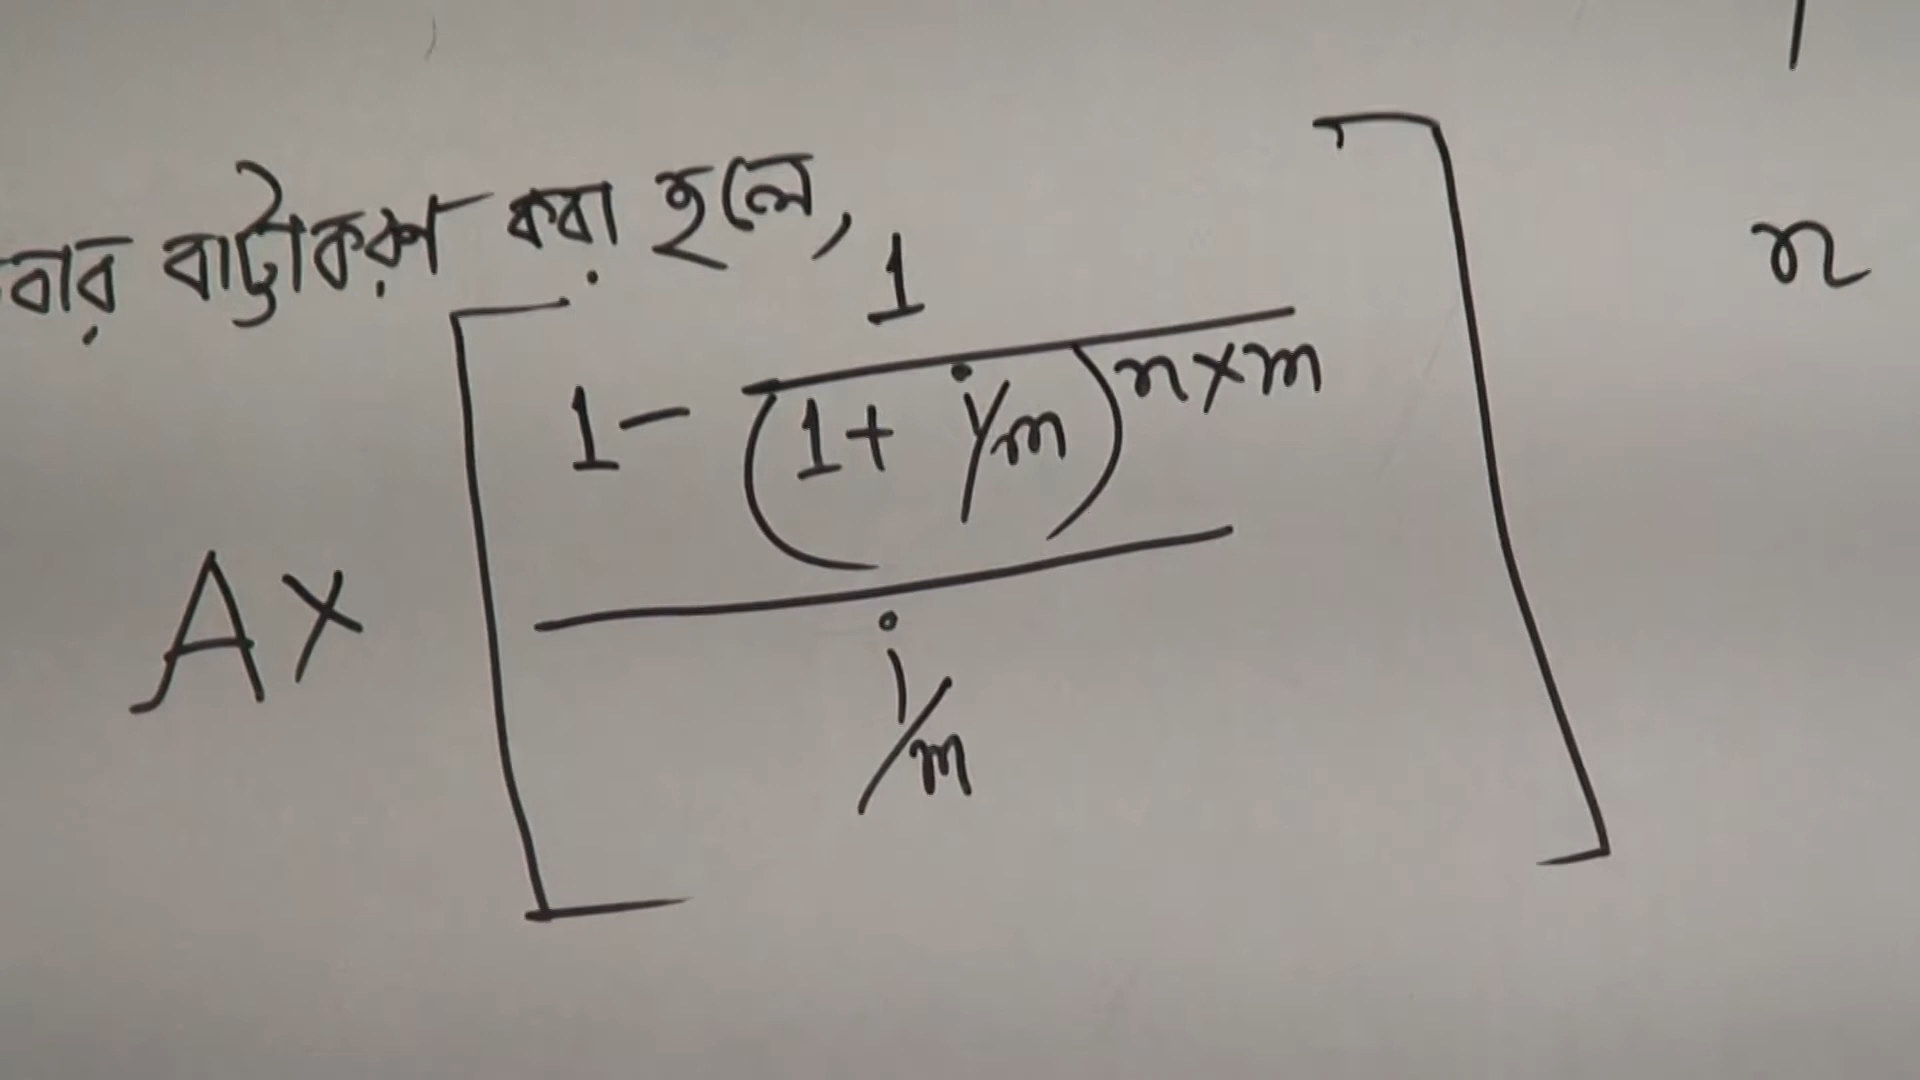 বার বাট্টাকরণ করা হলে,
A × [ (1 - 1/(1 + i/m)^(n×m)) / (i/m) ]
n